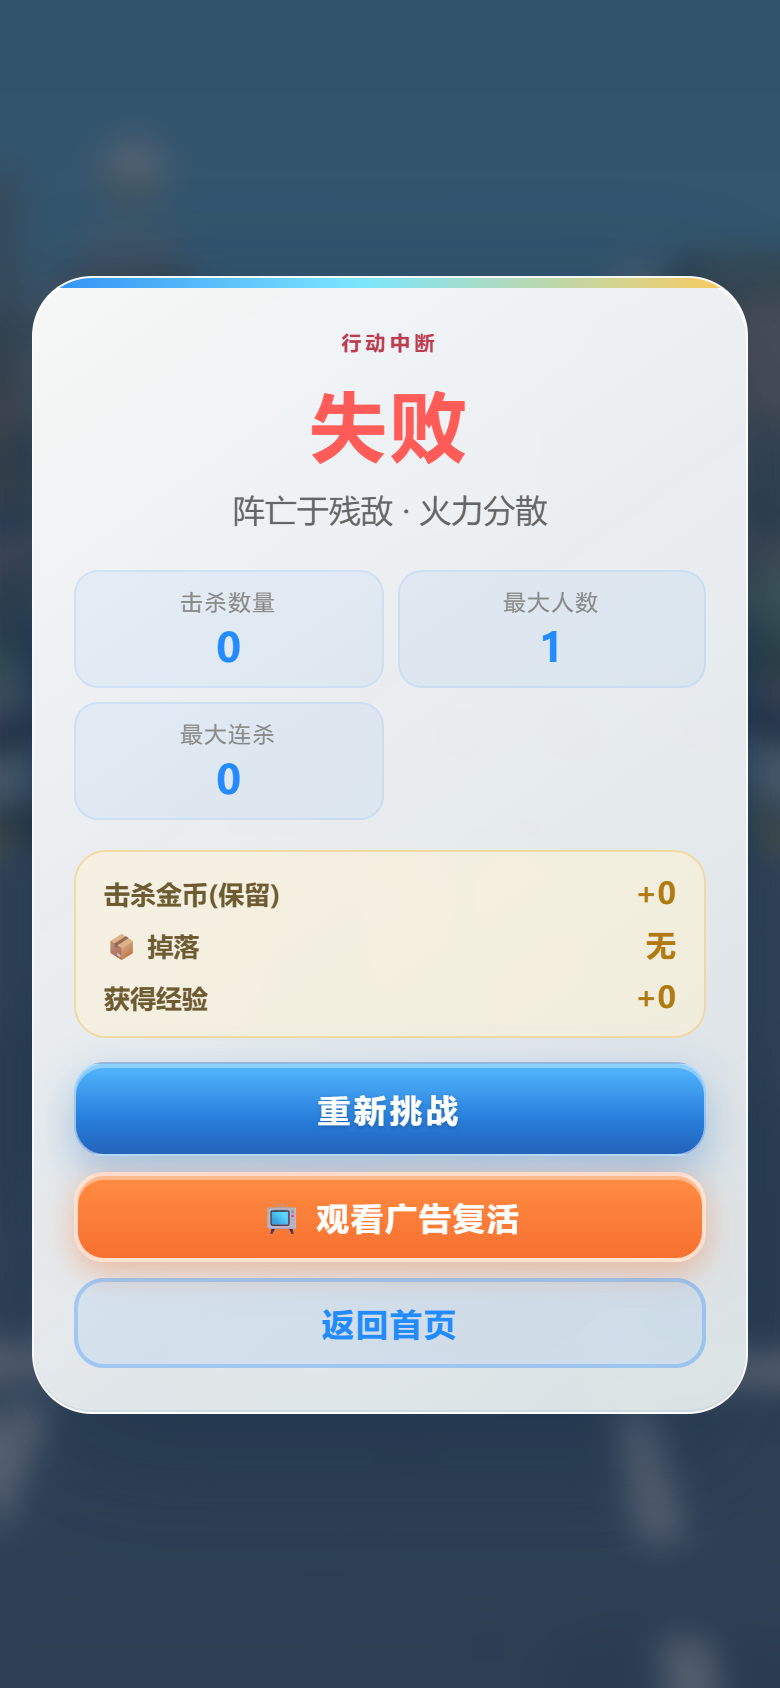 行动中断
失败
阵亡于残敌 · 火力分散
击杀数量
0
最大人数
1
最大连杀
0
击杀金币(保留) +0
掉落 无
获得经验 +0
重新挑战
观看广告复活
返回首页